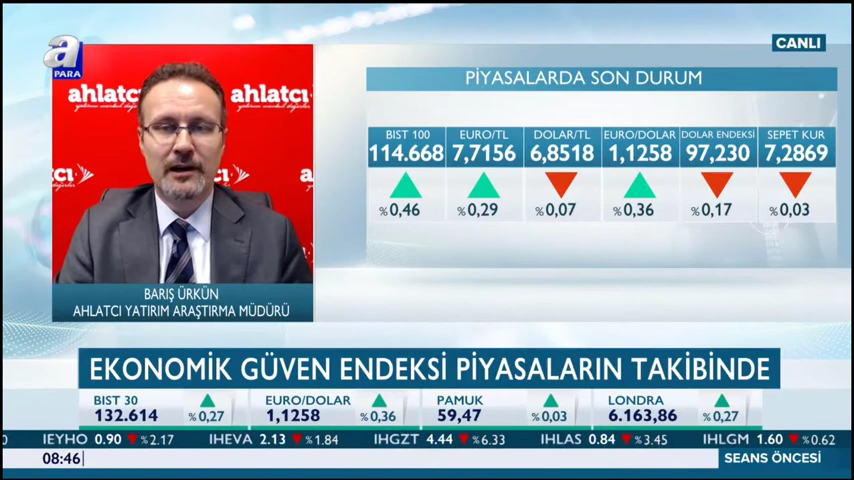 a
PARA
CANLI
ahlatcı
ahlatcı
ahlatcı
BARIŞ ÜRKÜN
AHLATCI YATIRIM ARAŞTIRMA MÜDÜRÜ
PİYASALARDA SON DURUM
BIST 100 EURO/TL DOLAR/TL EURO/DOLAR DOLAR ENDEKSİ SEPET KUR
114.668 7,7156 6,8518 1,1258 97,230 7,2869
%0,46 %0,29 %0,07 %0,36 %0,17 %0,03
EKONOMİK GÜVEN ENDEKSİ PİYASALARIN TAKİBİNDE
BIST 30 EURO/DOLAR PAMUK LONDRA
132.614 %0,27 1,1258 %0,36 59,47 %0,03 6.163,86 %0,27
IEYHO 0.90 %2.17 IHEVA 2.13 %1.84 IHGZT 4.44 %6.33 IHLAS 0.84 %3.45 IHLGM 1.60 %0.62
08:46 SEANS ÖNCESİ